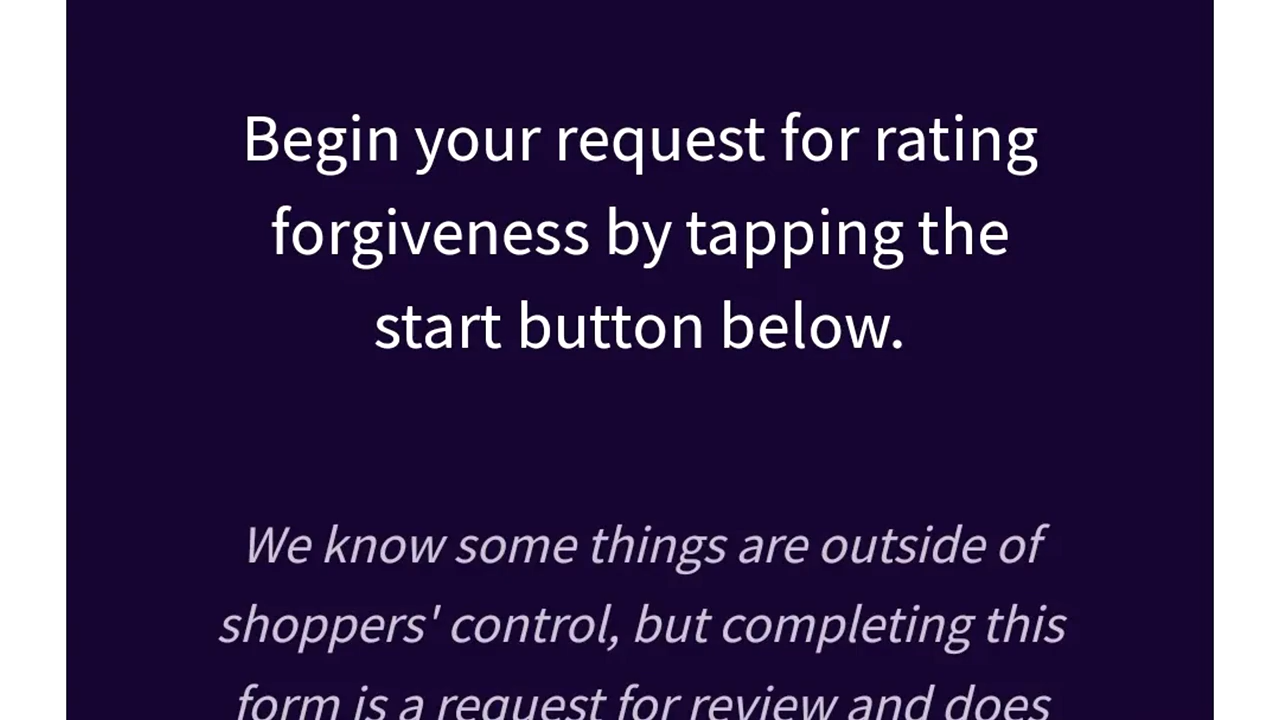 Begin your request for rating
forgiveness by tapping the
start button below.
We know some things are outside of
shoppers' control, but completing this
form is a request for review and does